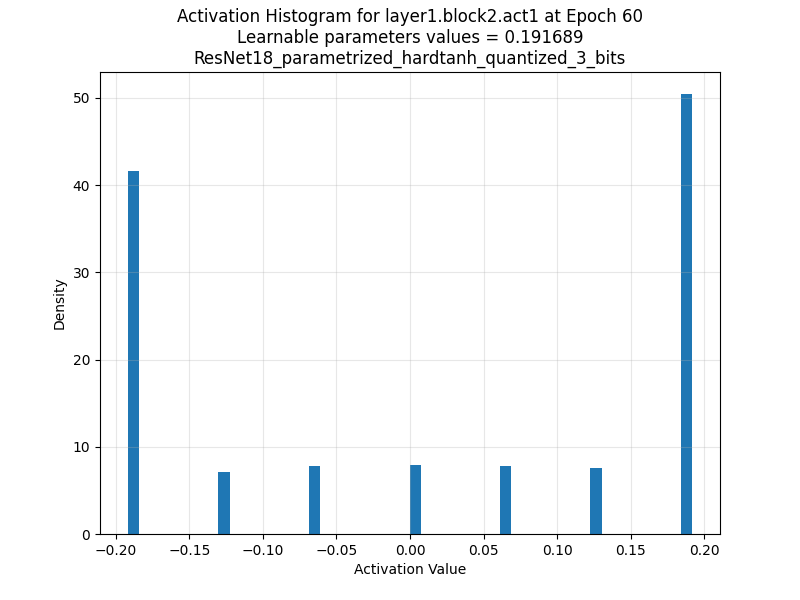 Activation Histogram for layer1.block2.act1 at Epoch 60
Learnable parameters values = 0.191689
ResNet18_parametrized_hardtanh_quantized_3_bits
50
40
30
20
10
0
Density
−0.20 −0.15 −0.10 −0.05 0.00 0.05 0.10 0.15 0.20
Activation Value